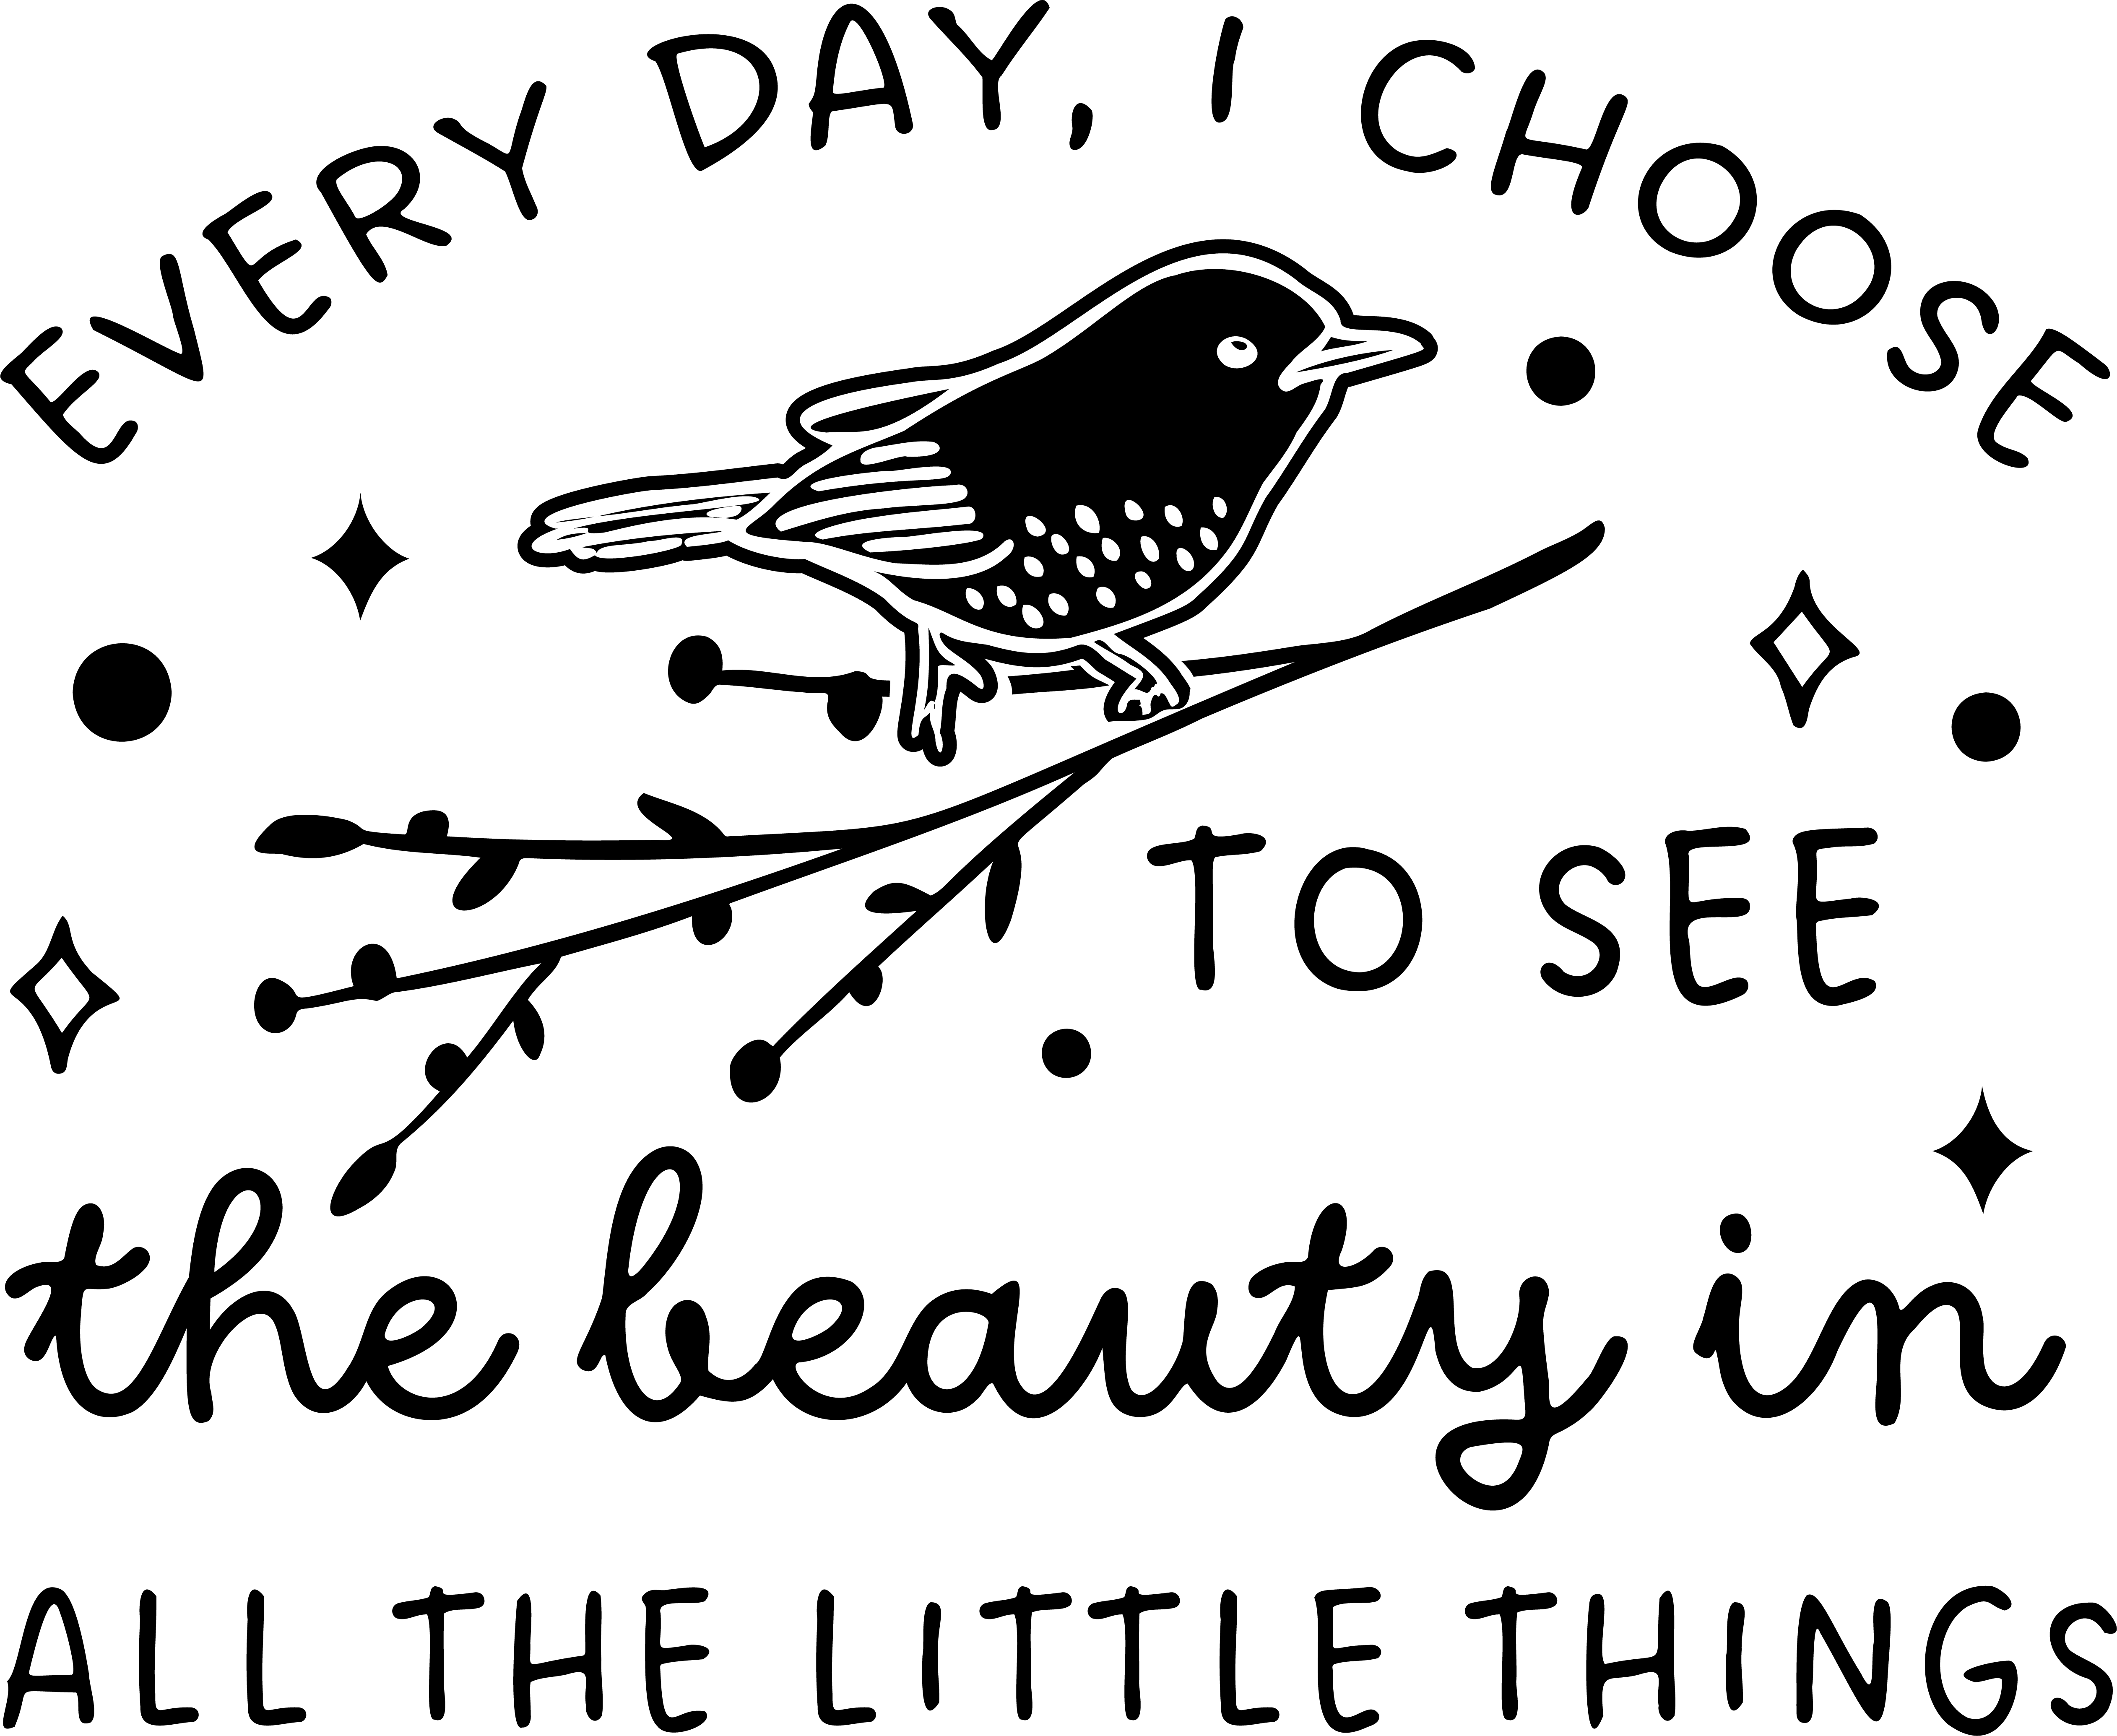 EVERY DAY, I CHOOSE
TO SEE
the beauty in
ALL THE LITTLE THINGS